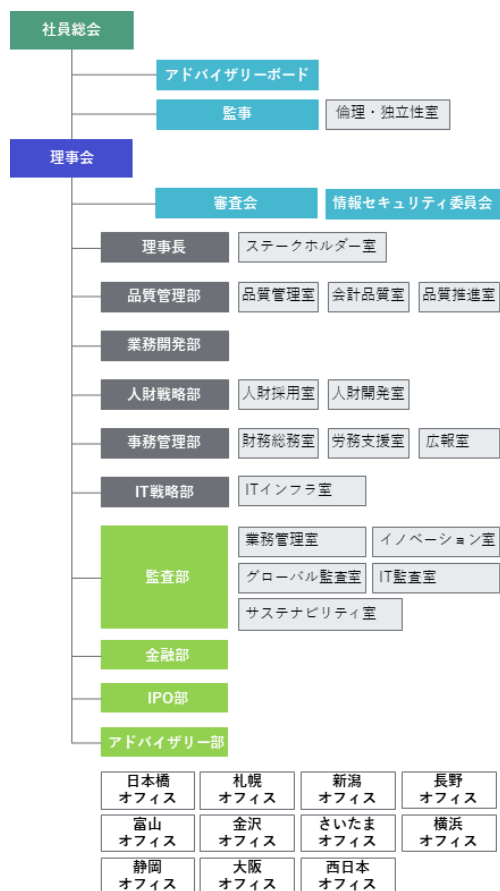 社員総会
アドバイザリーボード
監事
倫理・独立性室
理事会
審査会
情報セキュリティ委員会
理事長
ステークホルダー室
品質管理部
品質管理室
会計品質室
品質推進室
業務開発部
人財戦略部
人財採用室
人財開発室
事務管理部
財務総務室
労務支援室
広報室
IT戦略部
ITインフラ室
監査部
業務管理室
イノベーション室
グローバル監査室
IT監査室
サステナビリティ室
金融部
IPO部
アドバイザリー部
日本橋
オフィス
札幌
オフィス
新潟
オフィス
長野
オフィス
富山
オフィス
金沢
オフィス
さいたま
オフィス
横浜
オフィス
静岡
オフィス
大阪
オフィス
西日本
オフィス